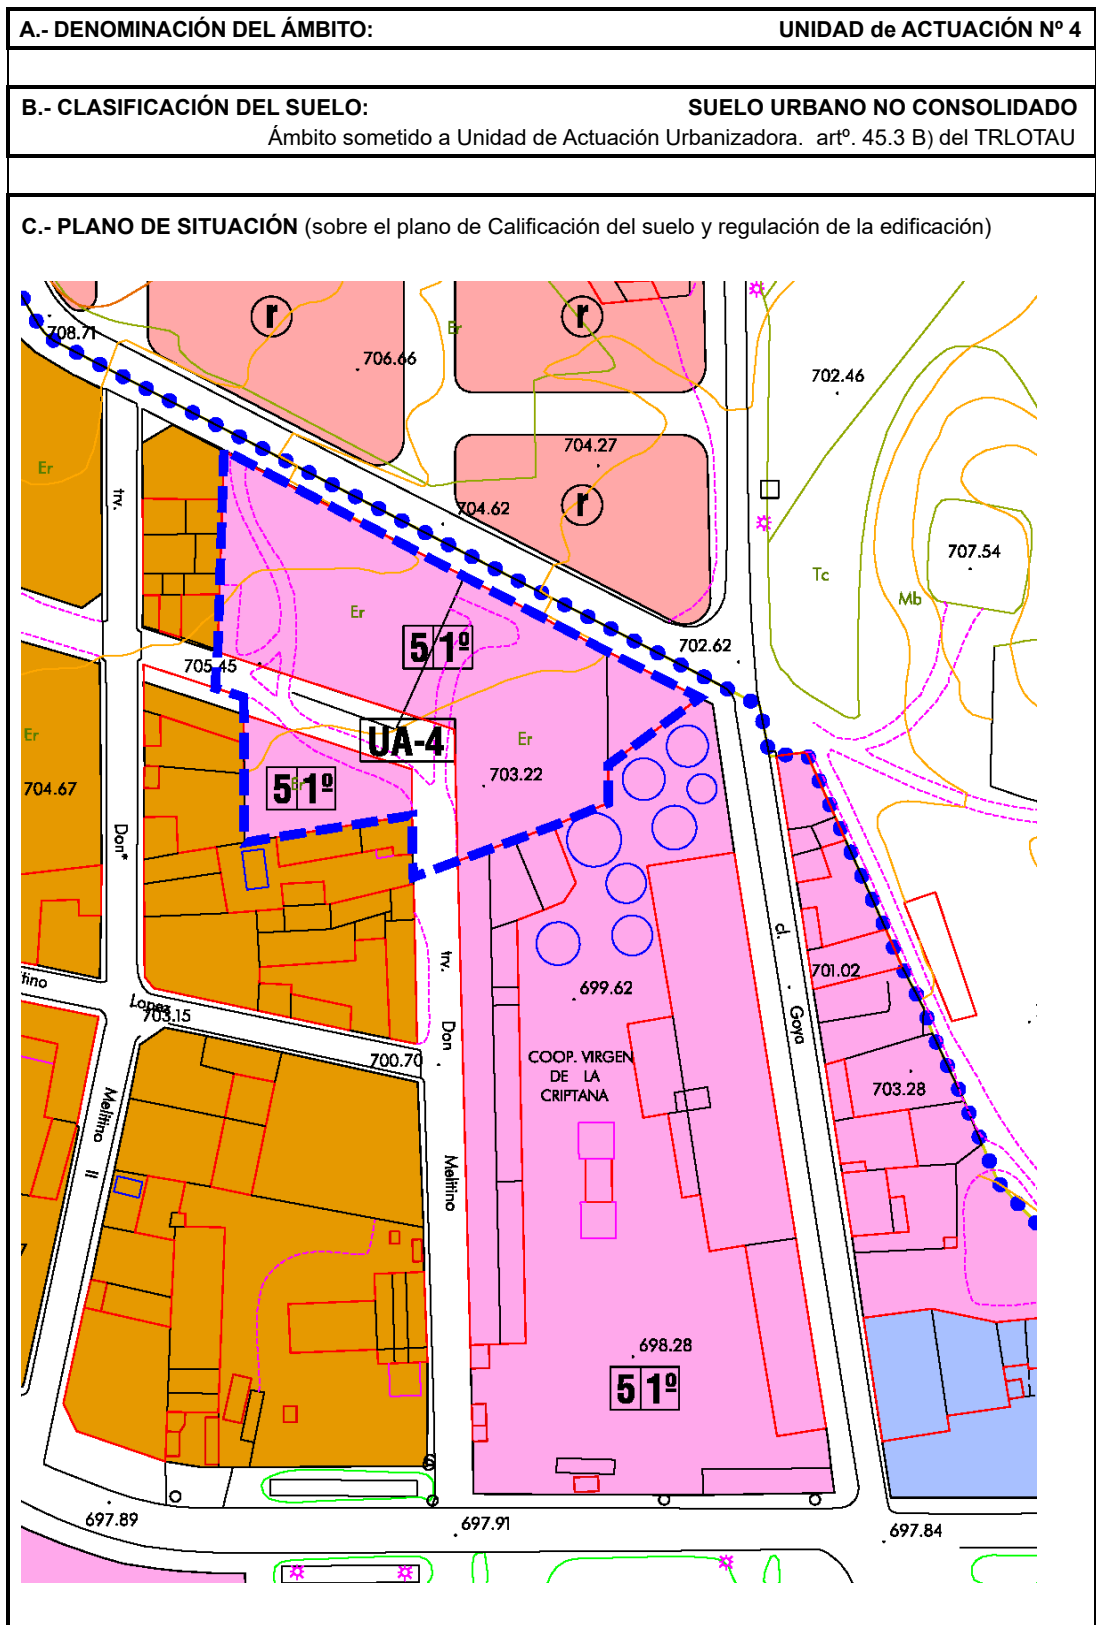 A.- DENOMINACIÓN DEL ÁMBITO: UNIDAD de ACTUACIÓN Nº 4
B.- CLASIFICACIÓN DEL SUELO: SUELO URBANO NO CONSOLIDADO
Ámbito sometido a Unidad de Actuación Urbanizadora. artº. 45.3 B) del TRLOTAU
C.- PLANO DE SITUACIÓN (sobre el plano de Calificación del suelo y regulación de la edificación)
r
r
708.71
Er
706.66
702.46
704.27
Er
trv.
704.62
r
707.54
Tc
Mb
Er
5 1º
702.62
705.45
Er
UA-4
Er
703.22
704.67
5 1º
Er
Don*
cl.
Goya
trv.
Don
Melitino
tino
Lopez
703.15
699.62
701.02
700.70
COOP. VIRGEN
DE LA
CRIPTANA
703.28
Melitino II
7
698.28
5 1º
697.89
697.91
697.84